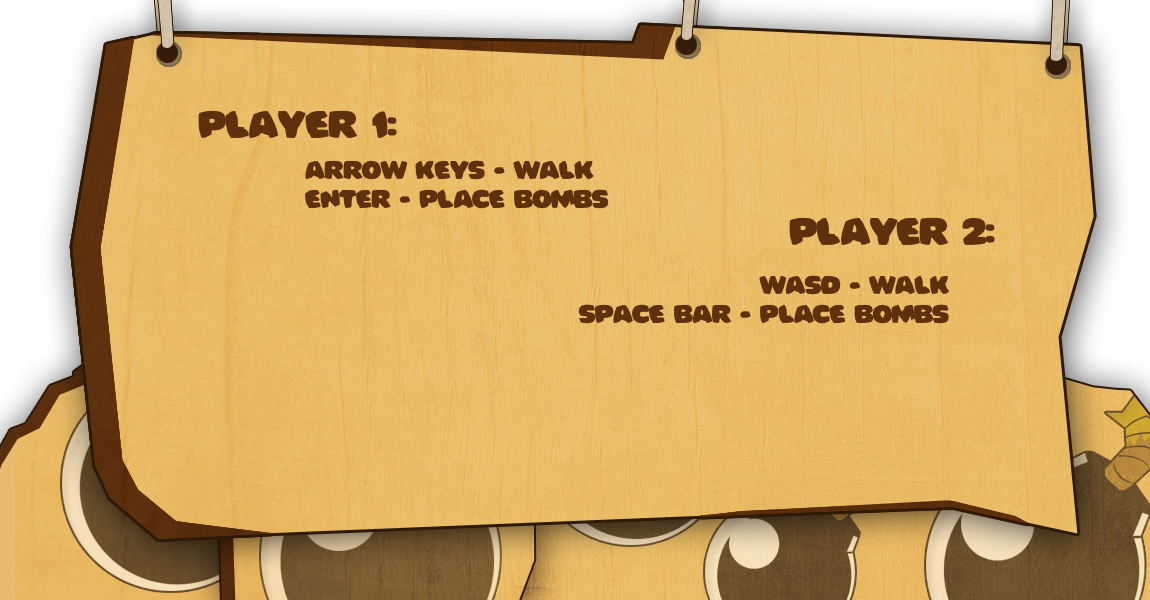 PLAYER 1:
ARROW KEYS - WALK
ENTER - PLACE BOMBS
PLAYER 2:
WASD - WALK
SPACE BAR - PLACE BOMBS